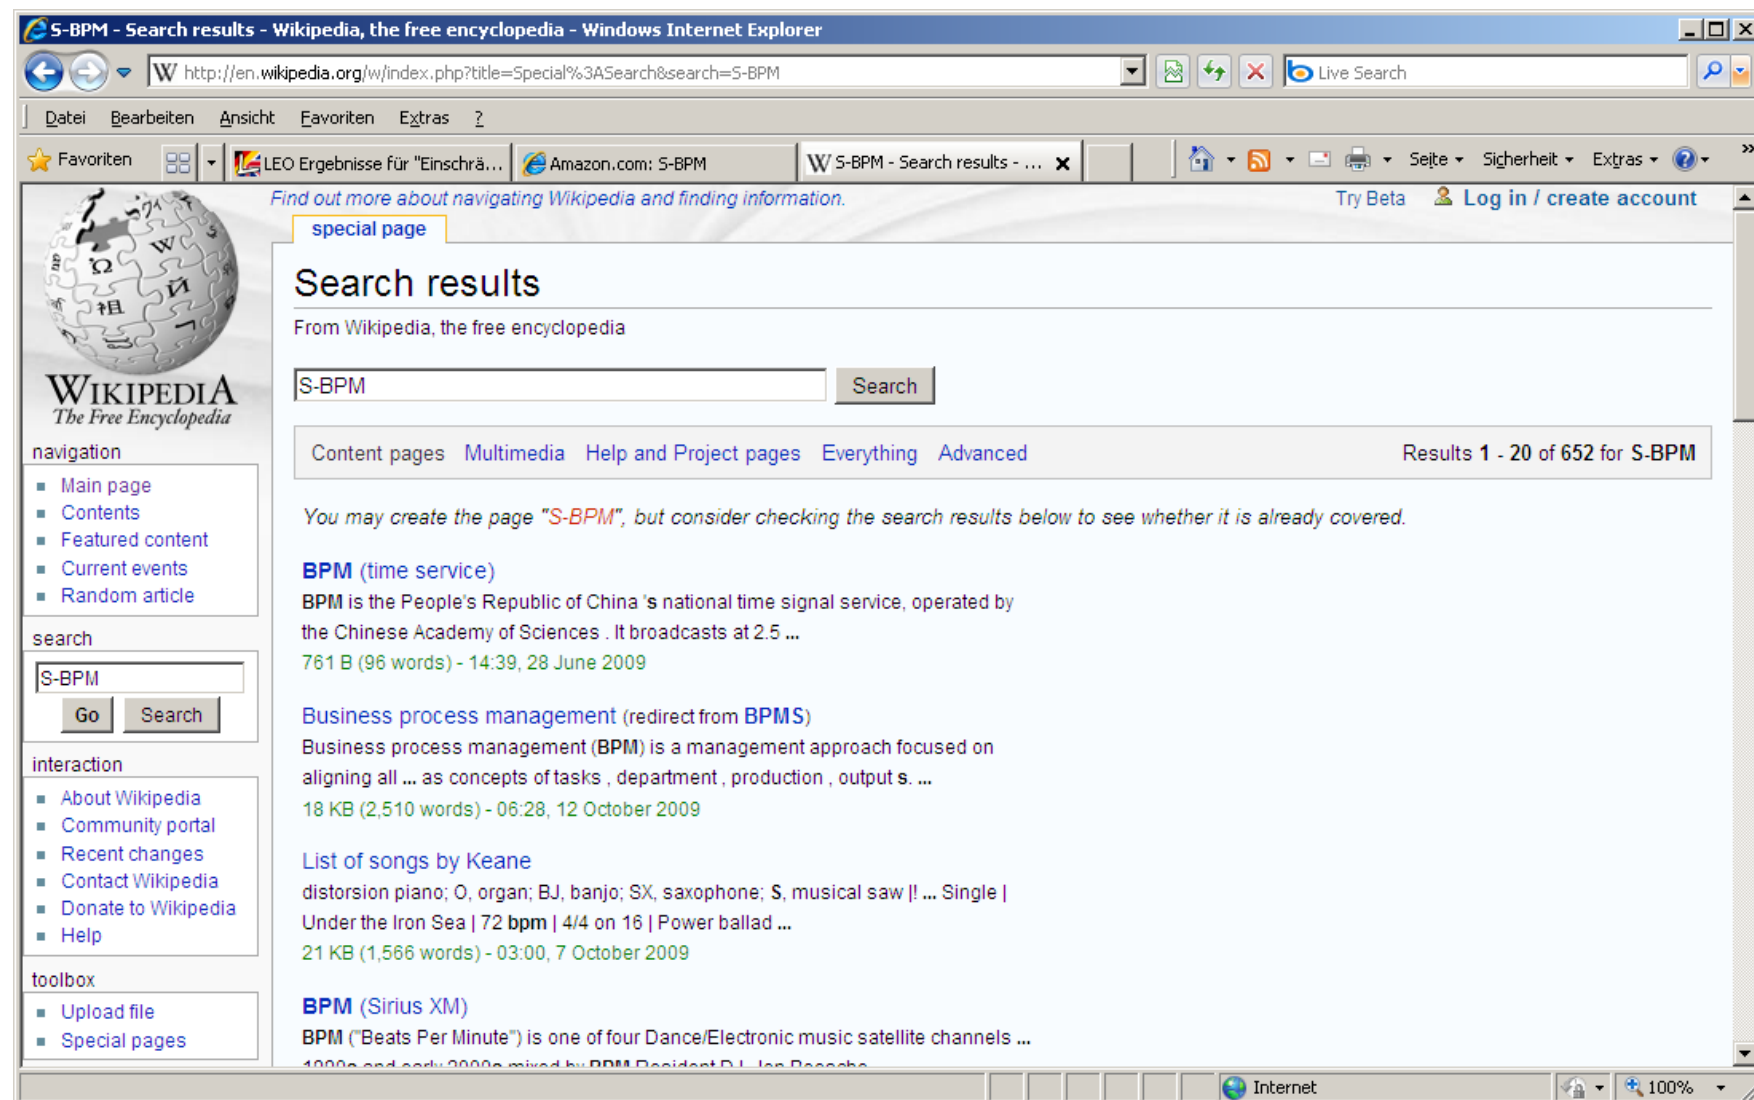 S-BPM - Search results - Wikipedia, the free encyclopedia - Windows Internet Explorer
http://en.wikipedia.org/w/index.php?title=Special%3ASearch&search=S-BPM
Live Search
Datei Bearbeiten Ansicht Favoriten Extras ?
Favoriten
LEO Ergebnisse für "Einschrä...
Amazon.com: S-BPM
S-BPM - Search results - ...
Seite Sicherheit Extras
Find out more about navigating Wikipedia and finding information.
Try Beta Log in / create account
special page
WIKIPEDIA
The Free Encyclopedia
navigation
Main page
Contents
Featured content
Current events
Random article
search
S-BPM
Go Search
interaction
About Wikipedia
Community portal
Recent changes
Contact Wikipedia
Donate to Wikipedia
Help
toolbox
Upload file
Special pages
Search results
From Wikipedia, the free encyclopedia
S-BPM Search
Content pages Multimedia Help and Project pages Everything Advanced Results 1 - 20 of 652 for S-BPM
You may create the page "S-BPM", but consider checking the search results below to see whether it is already covered.
BPM (time service)
BPM is the People's Republic of China 's national time signal service, operated by
the Chinese Academy of Sciences . It broadcasts at 2.5 ...
761 B (96 words) - 14:39, 28 June 2009
Business process management (redirect from BPMS)
Business process management (BPM) is a management approach focused on
aligning all ... as concepts of tasks , department , production , output s. ...
18 KB (2,510 words) - 06:28, 12 October 2009
List of songs by Keane
distorsion piano; O, organ; BJ, banjo; SX, saxophone; S, musical saw |! ... Single |
Under the Iron Sea | 72 bpm | 4/4 on 16 | Power ballad ...
21 KB (1,566 words) - 03:00, 7 October 2009
BPM (Sirius XM)
BPM ("Beats Per Minute") is one of four Dance/Electronic music satellite channels ...
Internet
100%